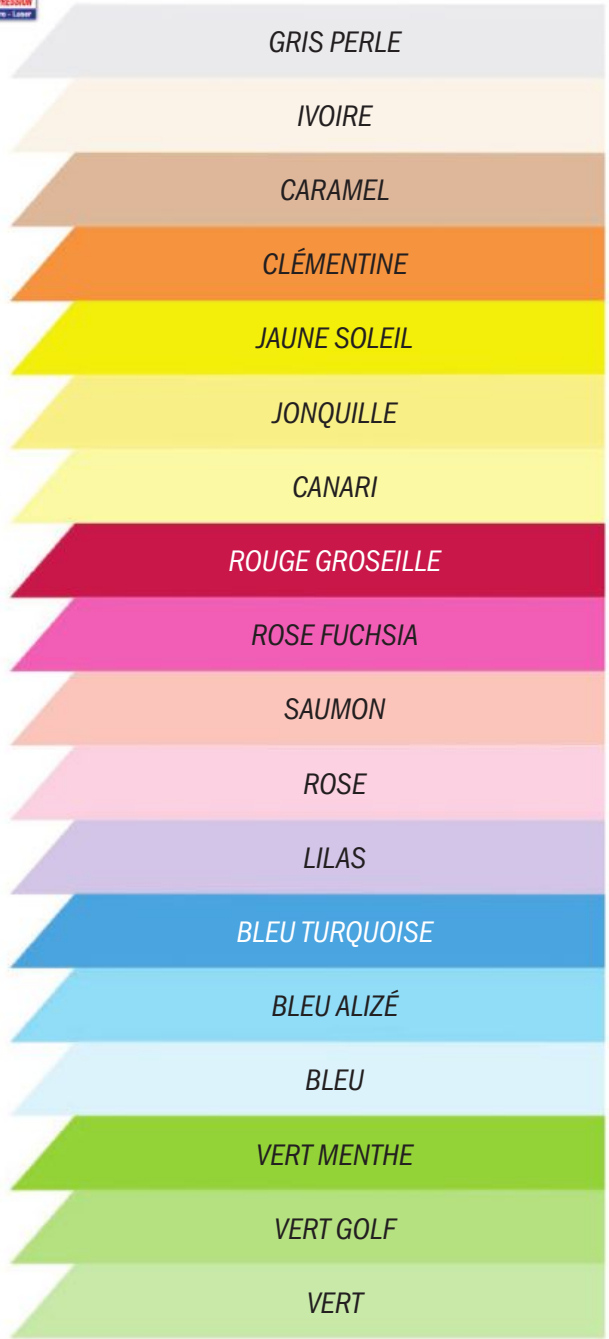 GRIS PERLE
IVOIRE
CARAMEL
CLÉMENTINE
JAUNE SOLEIL
JONQUILLE
CANARI
ROUGE GROSEILLE
ROSE FUCHSIA
SAUMON
ROSE
LILAS
BLEU TURQUOISE
BLEU ALIZÉ
BLEU
VERT MENTHE
VERT GOLF
VERT